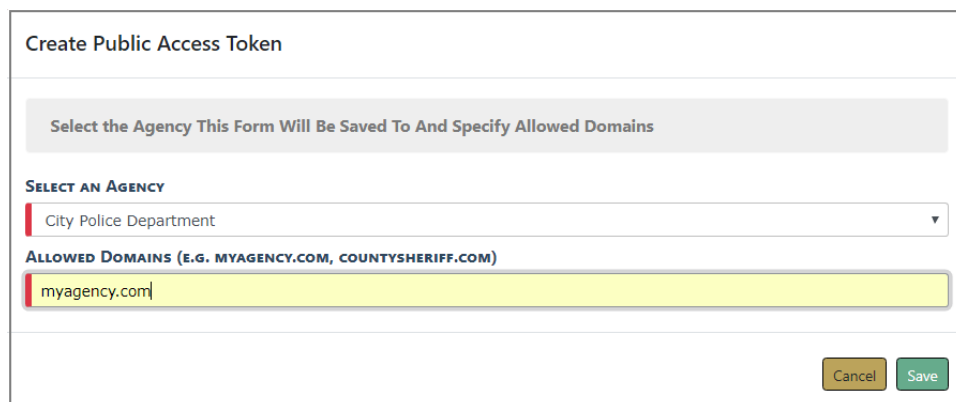 Create Public Access Token
Select the Agency This Form Will Be Saved To And Specify Allowed Domains
SELECT AN AGENCY
City Police Department
ALLOWED DOMAINS (E.G. MYAGENCY.COM, COUNTYSHERIFF.COM)
myagency.com
Cancel Save